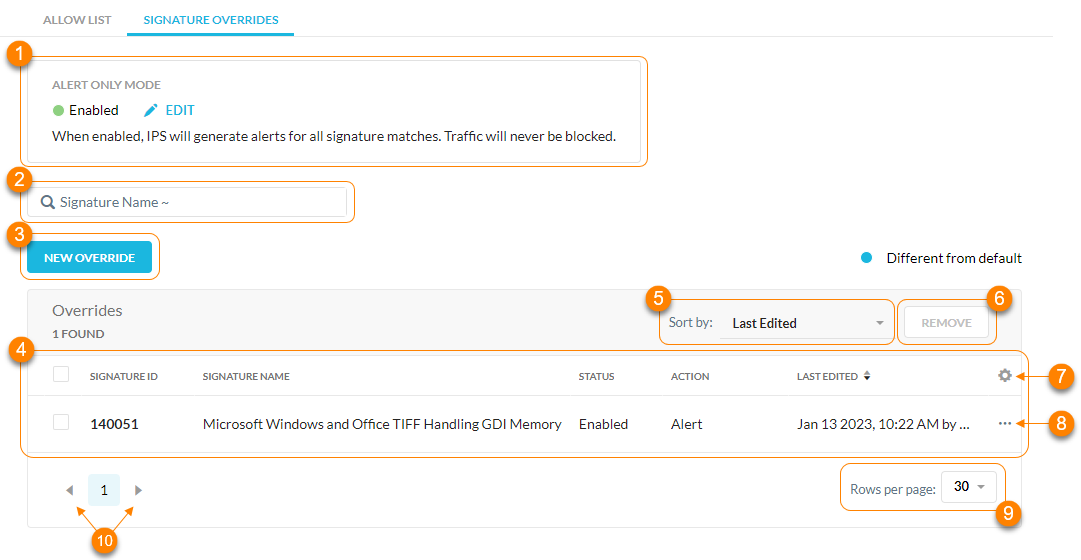 ALLOW LIST SIGNATURE OVERRIDES
1
ALERT ONLY MODE
Enabled EDIT
When enabled, IPS will generate alerts for all signature matches. Traffic will never be blocked.
2
Signature Name ~
3
NEW OVERRIDE
Different from default
Overrides
1 FOUND
5
Sort by: Last Edited
6
REMOVE
4
SIGNATURE ID SIGNATURE NAME STATUS ACTION LAST EDITED
7
140051 Microsoft Windows and Office TIFF Handling GDI Memory Enabled Alert Jan 13 2023, 10:22 AM by ... ...
8
1
Rows per page: 30
9
10